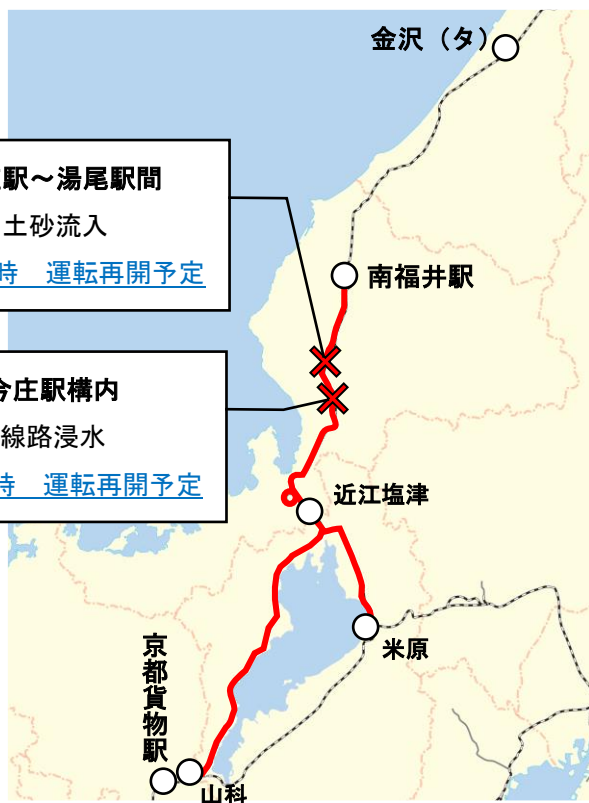 金沢（タ）
駅～湯尾駅間
土砂流入
時　運転再開予定
南福井駅
今庄駅構内
線路浸水
時　運転再開予定
近江塩津
米原
京都貨物駅
山科